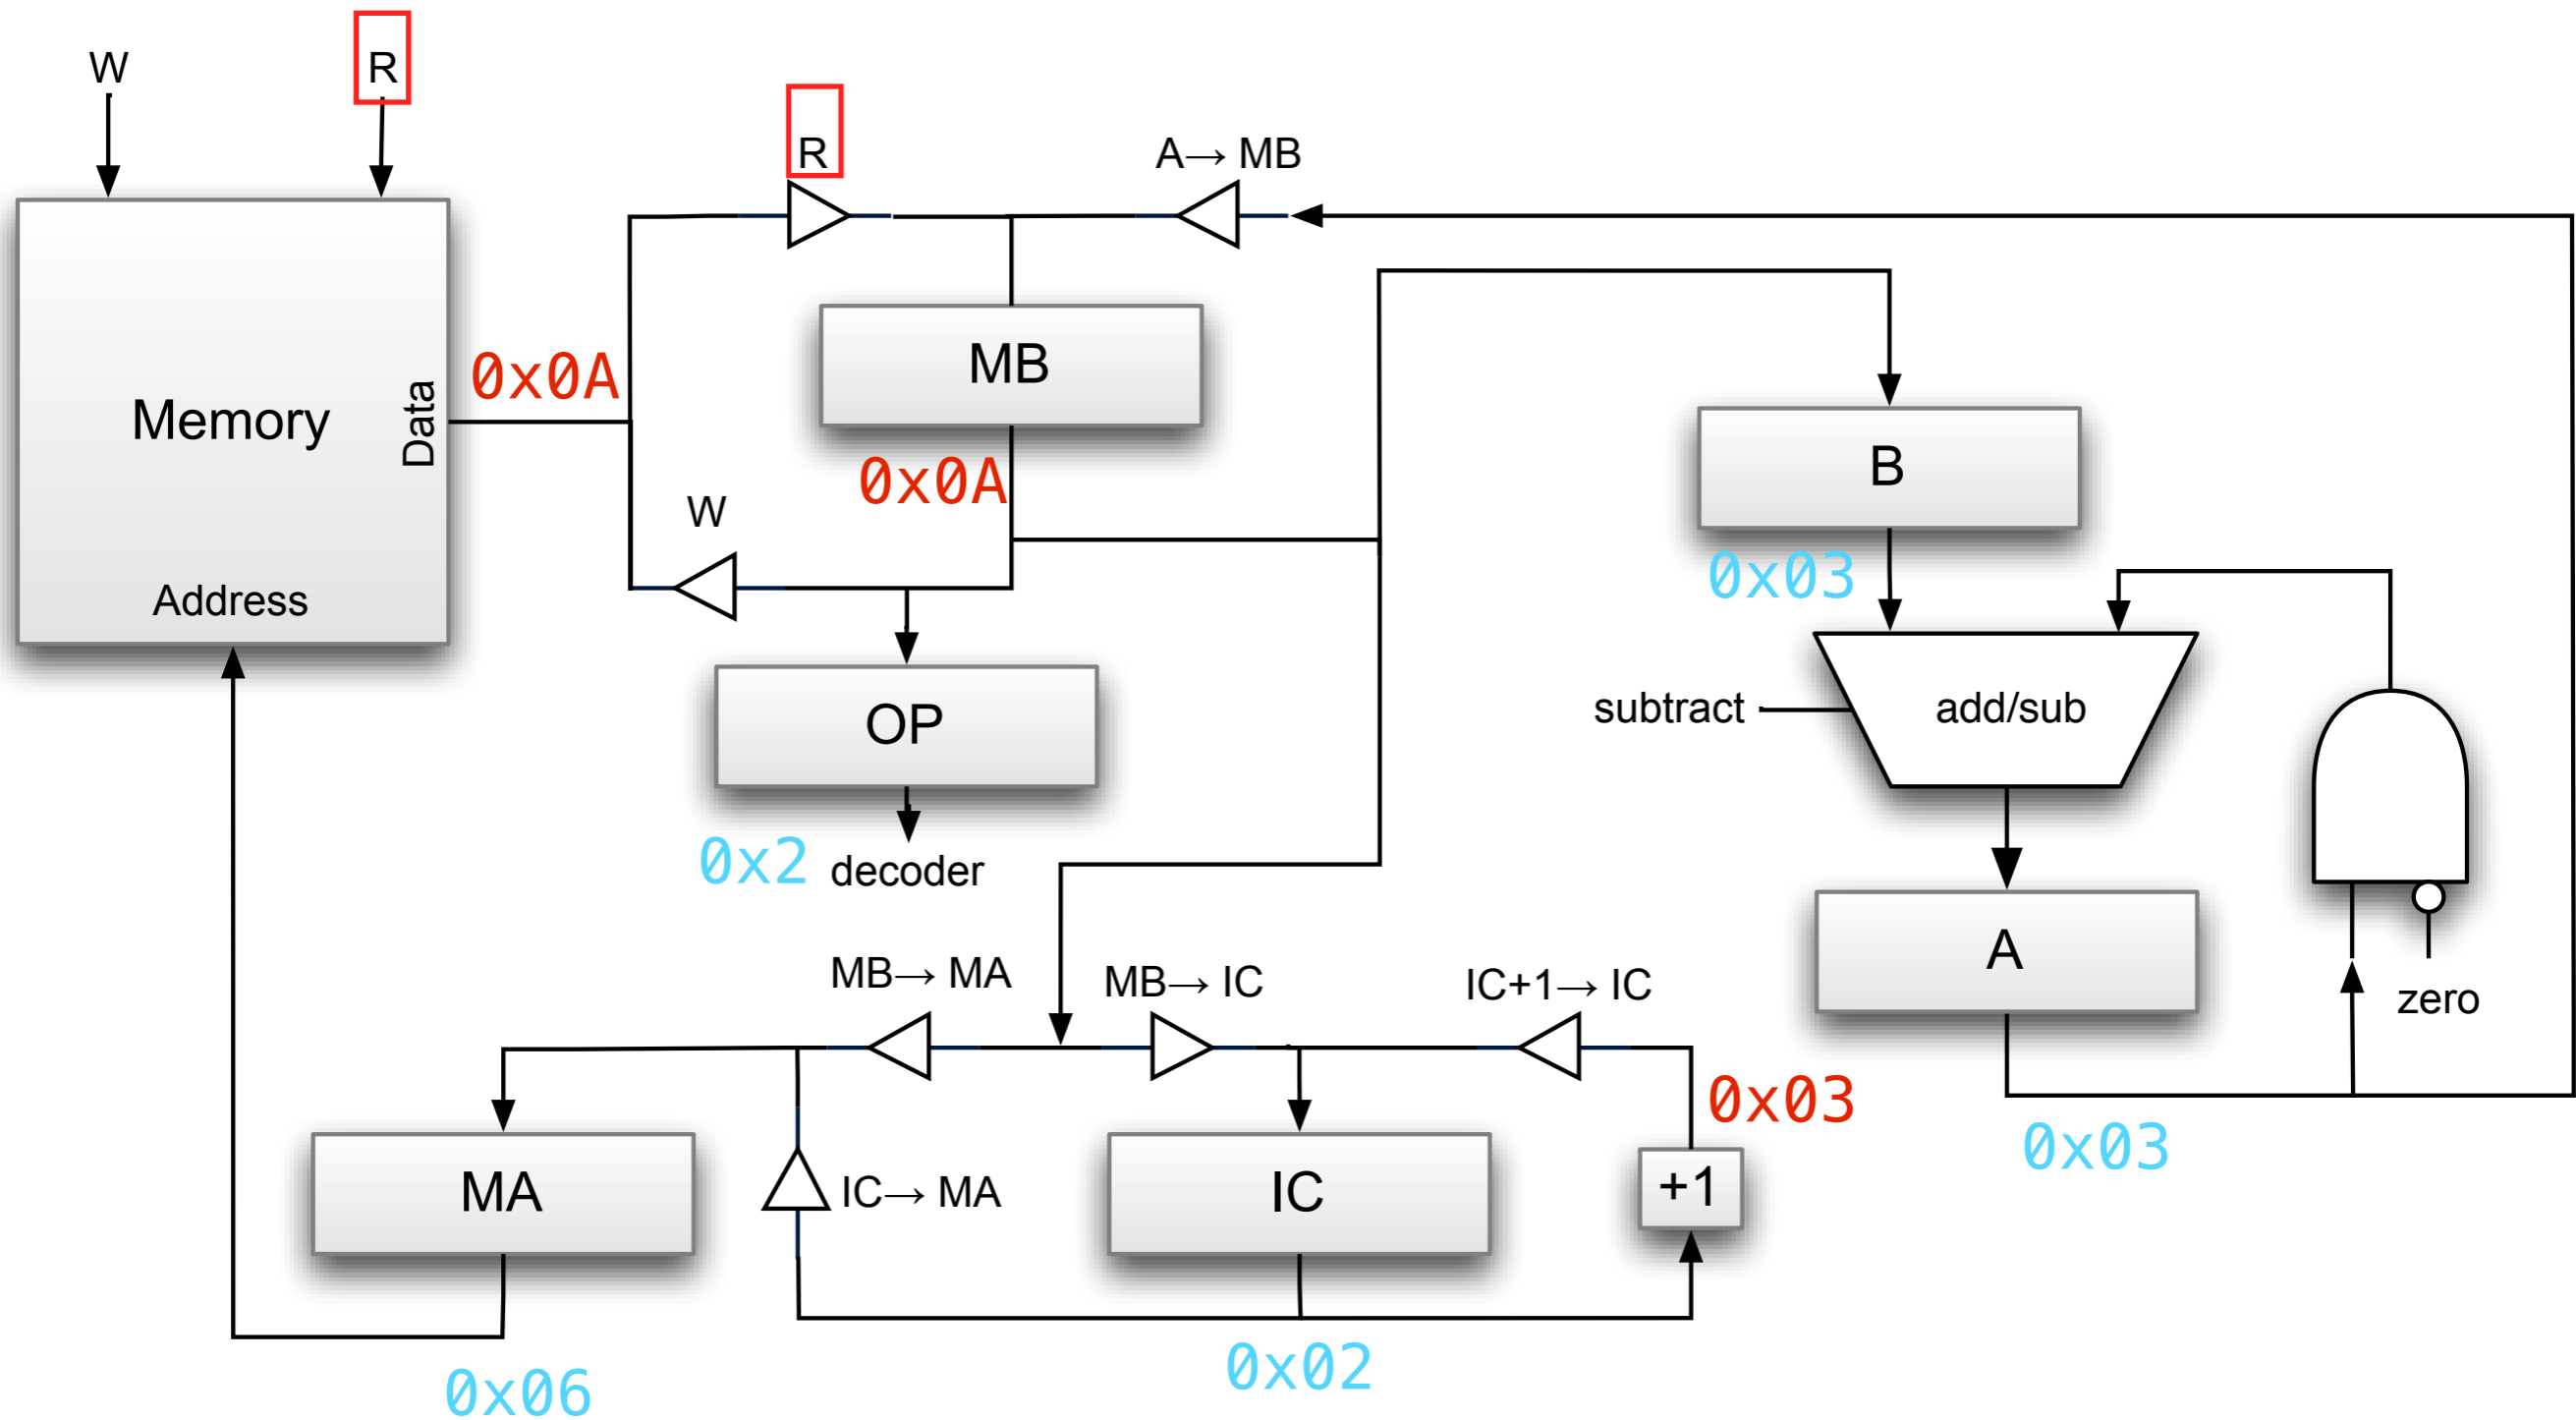 W
R
R
A→ MB
MB
0x0A
Data
Memory
0x0A
B
W
0x03
Address
subtract
add/sub
OP
0x2
decoder
A
MB→ MA
MB→ IC
IC+1→ IC
zero
0x03
0x03
MA
IC→ MA
IC
+1
0x06
0x02